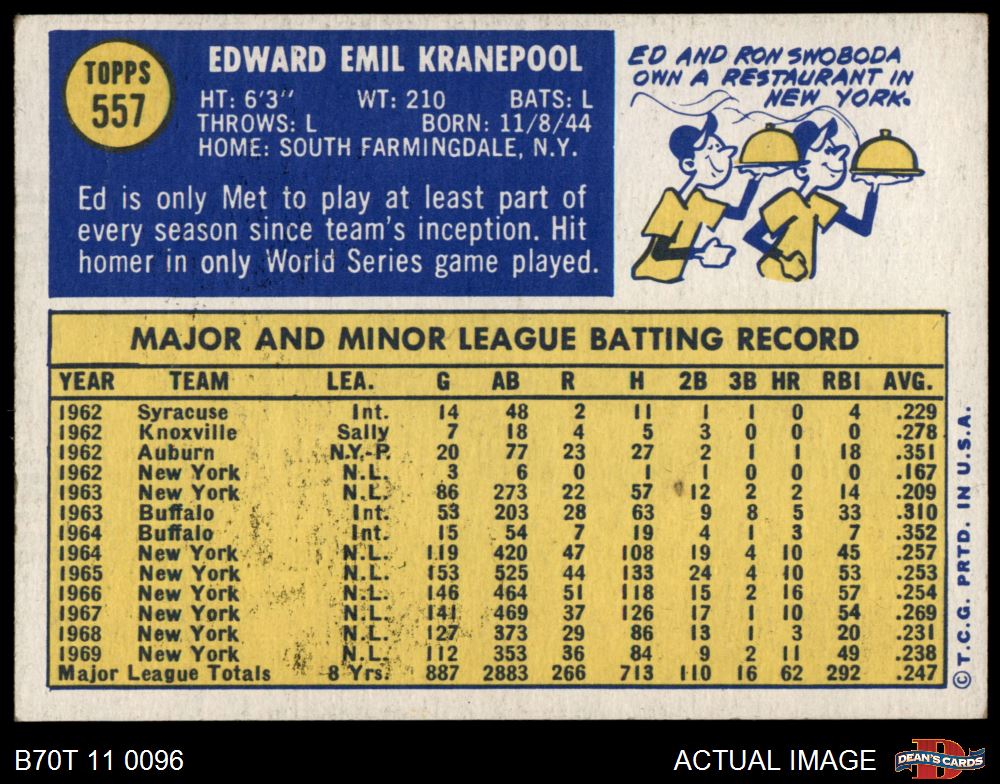 TOPPS
557
EDWARD EMIL KRANEPOOL
HT: 6'3" WT: 210 BATS: L
THROWS: L BORN: 11/8/44
HOME: SOUTH FARMINGDALE, N.Y.
Ed is only Met to play at least part of
every season since team's inception. Hit
homer in only World Series game played.
ED AND RON SWOBODA
OWN A RESTAURANT IN
NEW YORK.
MAJOR AND MINOR LEAGUE BATTING RECORD
YEAR TEAM LEA. G AB R H 2B 3B HR RBI AVG.
1962 Syracuse Int. 14 48 2 11 1 1 0 4 .229
1962 Knoxville Sally 7 18 4 5 3 0 0 0 .278
1962 Auburn N.Y.-P. 20 77 23 27 2 1 1 18 .351
1962 New York N.L. 3 6 0 1 1 0 0 0 .167
1963 New York N.L. 86 273 22 57 12 2 2 14 .209
1963 Buffalo Int. 53 203 28 63 9 8 5 33 .310
1964 Buffalo Int. 15 54 7 19 4 1 3 7 .352
1964 New York N.L. 119 420 47 108 19 4 10 45 .257
1965 New York N.L. 153 525 44 133 24 4 10 53 .253
1966 New York N.L. 146 464 51 118 15 2 16 57 .254
1967 New York N.L. 141 469 37 126 17 1 10 54 .269
1968 New York N.L. 127 373 29 86 13 1 3 20 .231
1969 New York N.L. 112 353 36 84 9 2 11 49 .238
Major League Totals 8 Yrs. 887 2883 266 713 110 16 62 292 .247
© T.C.G. PRTD. IN U.S.A.
B70T 11 0096
ACTUAL IMAGE
DEAN'S CARDS